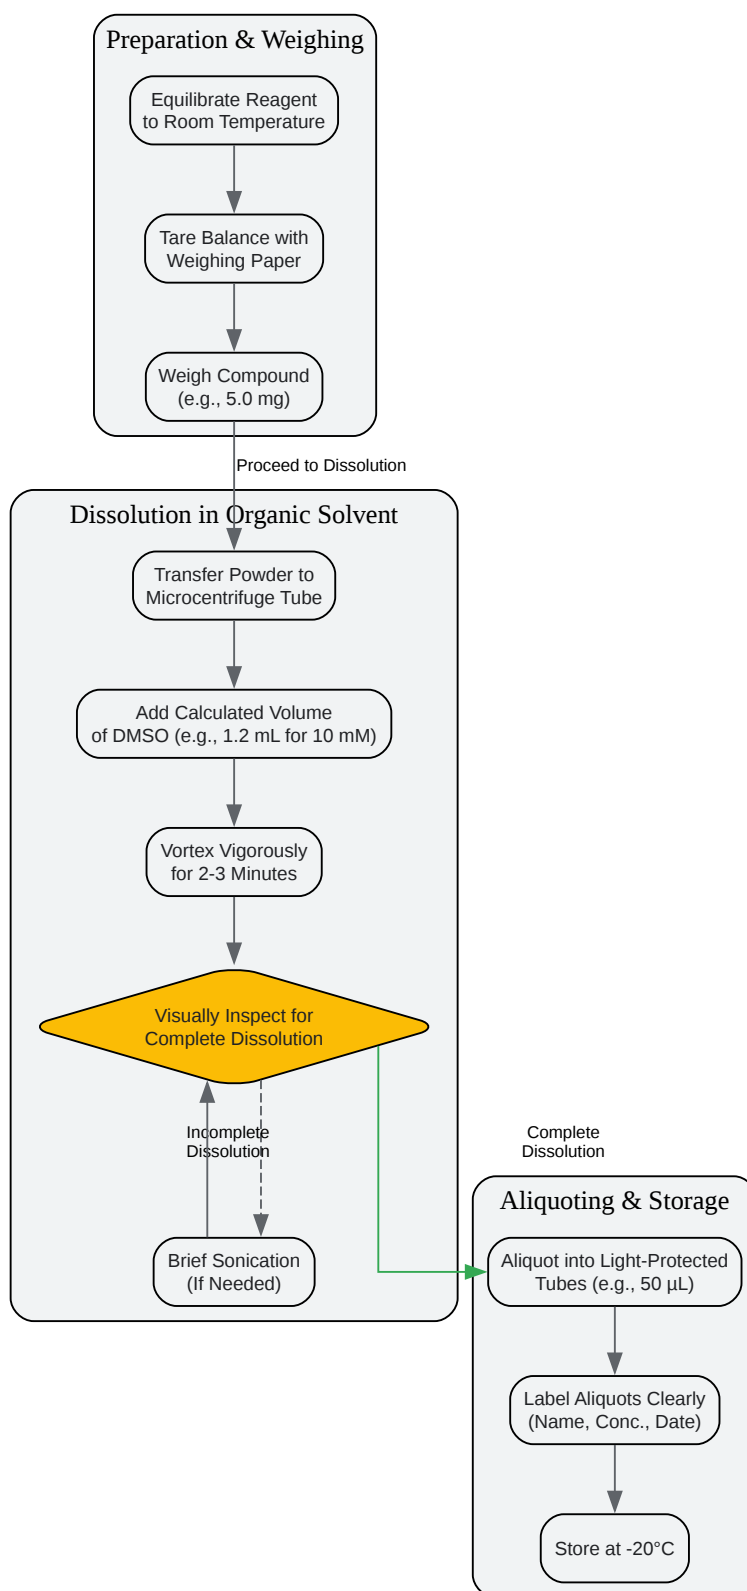 Preparation & Weighing
Equilibrate Reagent
to Room Temperature
Tare Balance with
Weighing Paper
Weigh Compound
(e.g., 5.0 mg)
Proceed to Dissolution
Dissolution in Organic Solvent
Transfer Powder to
Microcentrifuge Tube
Add Calculated Volume
of DMSO (e.g., 1.2 mL for 10 mM)
Vortex Vigorously
for 2-3 Minutes
Visually Inspect for
Complete Dissolution
Incomplete
Dissolution
Brief Sonication
(If Needed)
Complete
Dissolution
Aliquoting & Storage
Aliquot into Light-Protected
Tubes (e.g., 50 µL)
Label Aliquots Clearly
(Name, Conc., Date)
Store at -20°C